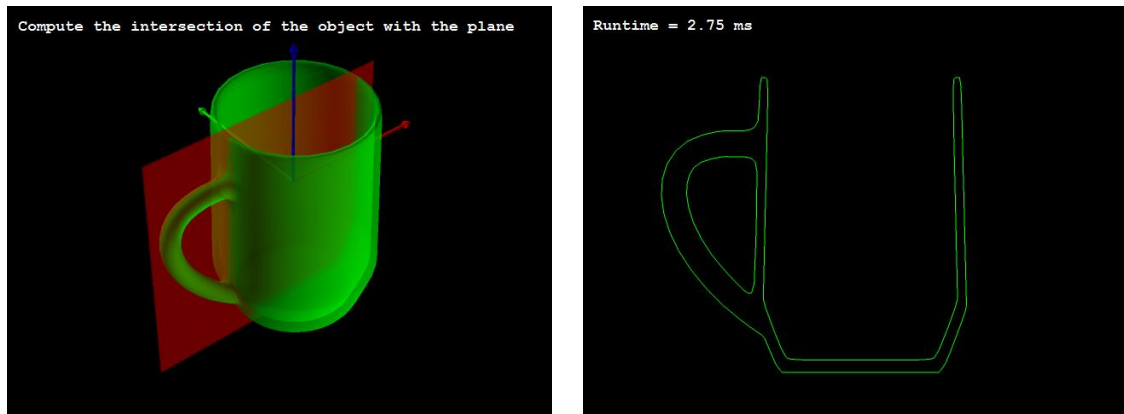 Compute the intersection of the object with the plane
Runtime = 2.75 ms